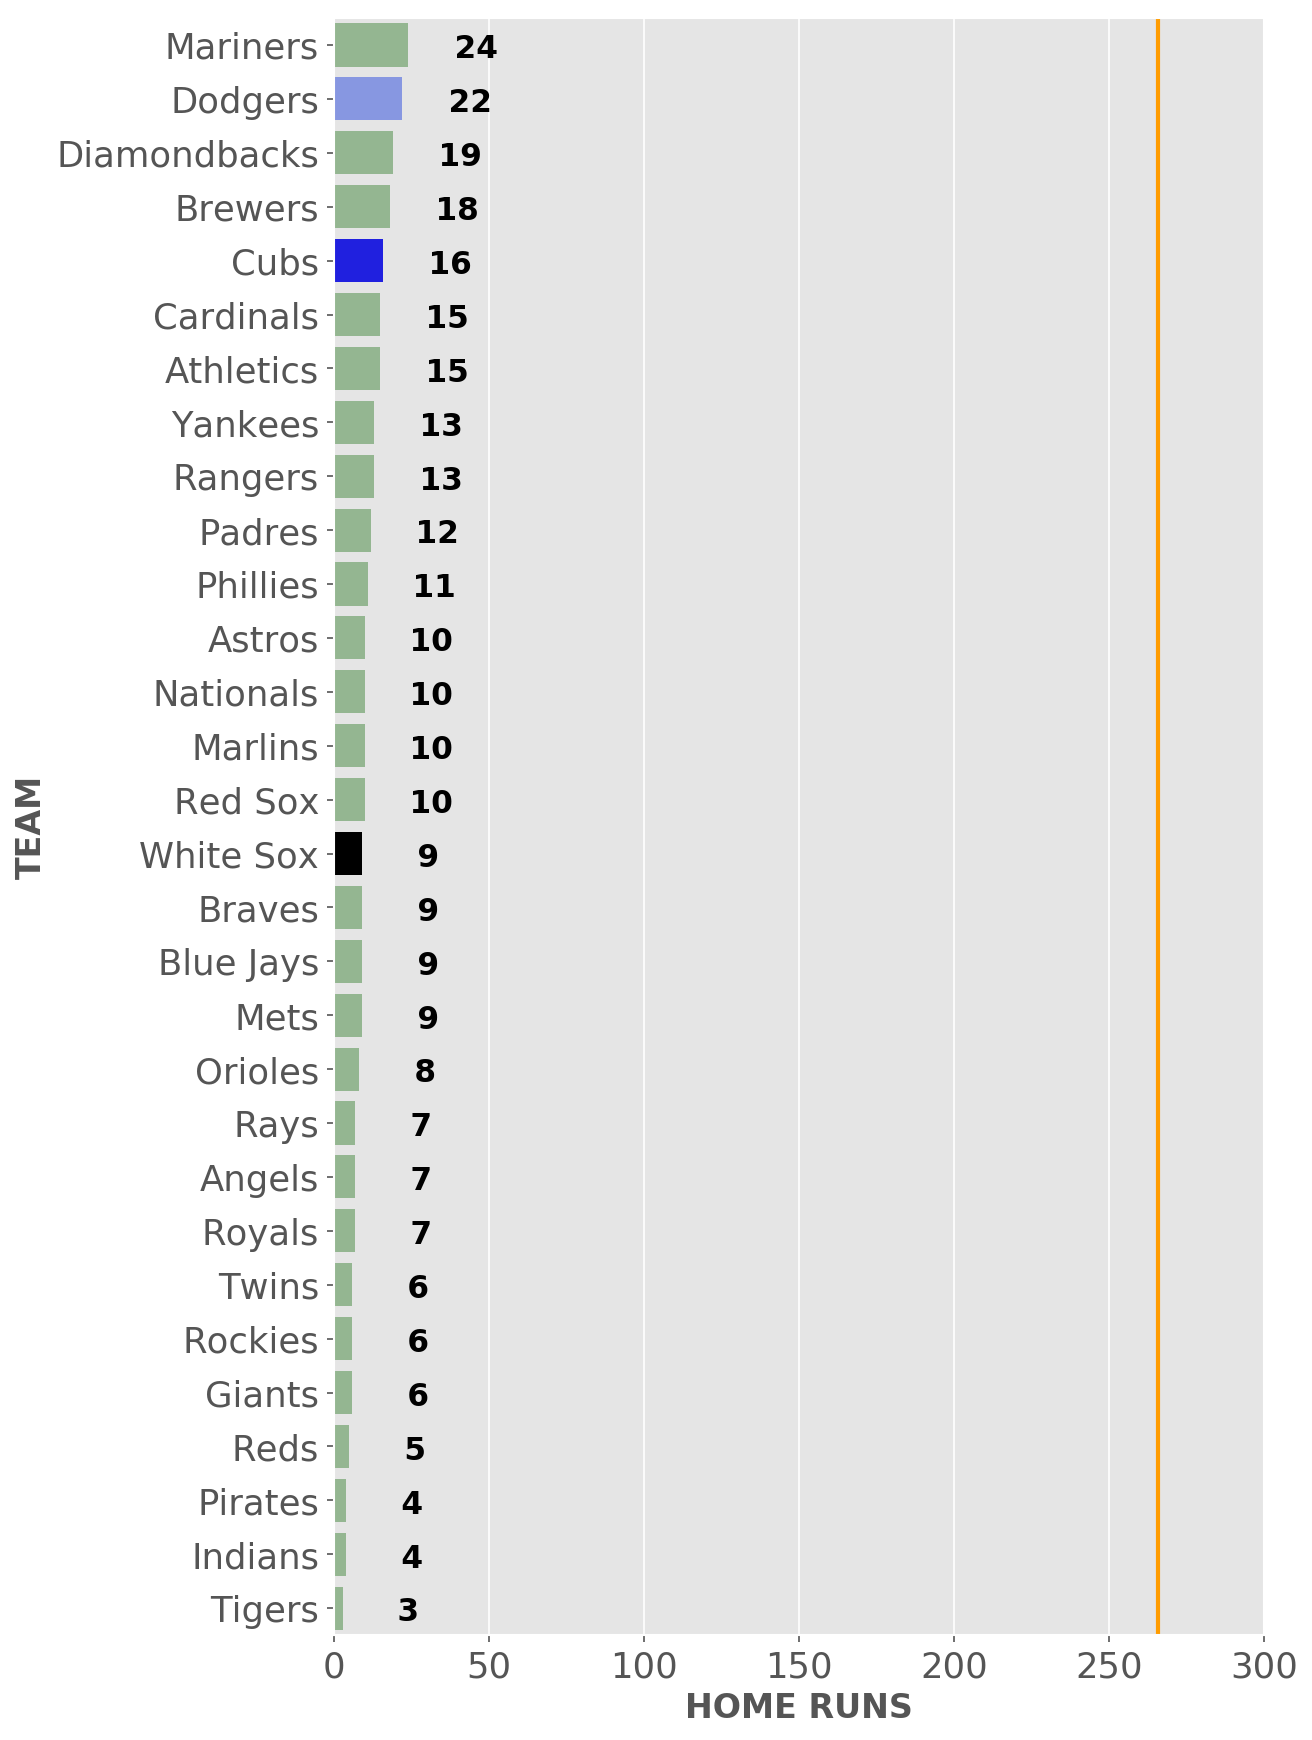 Mariners 24
Dodgers 22
Diamondbacks 19
Brewers 18
Cubs 16
Cardinals 15
Athletics 15
Yankees 13
Rangers 13
Padres 12
Phillies 11
Astros 10
Nationals 10
Marlins 10
Red Sox 10
White Sox 9
Braves 9
Blue Jays 9
Mets 9
Orioles 8
Rays 7
Angels 7
Royals 7
Twins 6
Rockies 6
Giants 6
Reds 5
Pirates 4
Indians 4
Tigers 3
TEAM
0 50 100 150 200 250 300
HOME RUNS